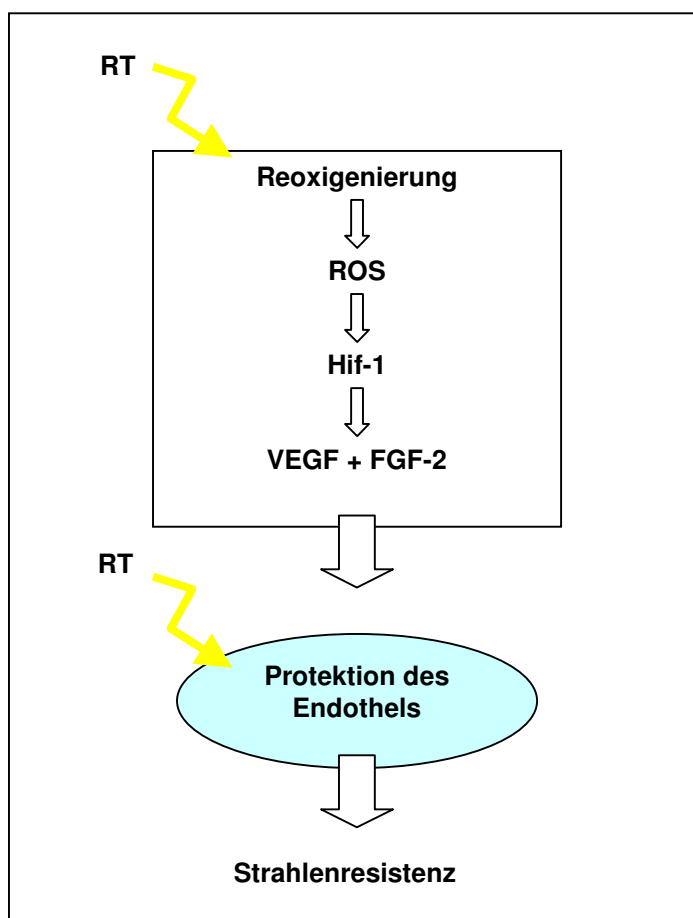 RT
Reoxigenierung
ROS
Hif-1
VEGF + FGF-2
RT
Protektion des
Endothels
Strahlenresistenz